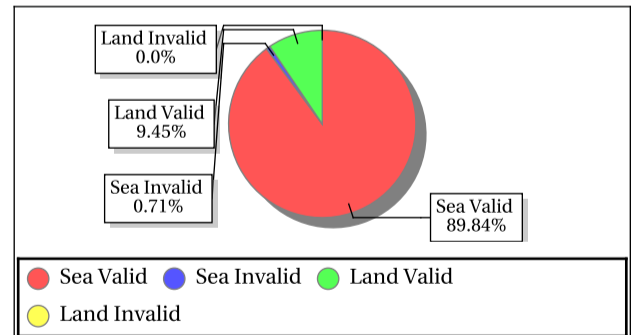 Land Invalid
0.0%
Land Valid
9.45%
Sea Invalid
0.71%
Sea Valid
89.84%
Sea Valid
Sea Invalid
Land Valid
Land Invalid